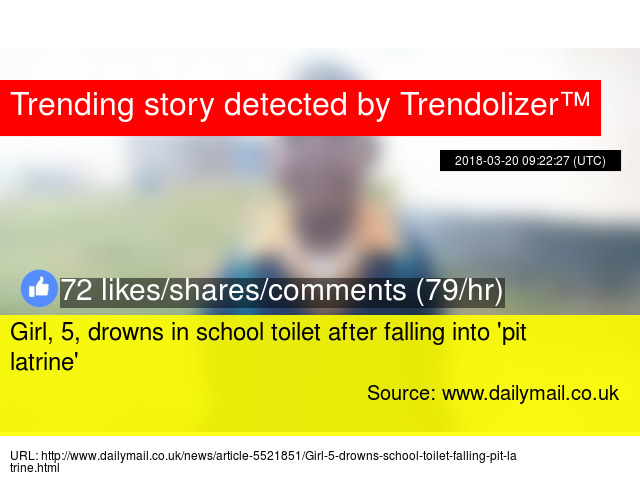 Trending story detected by Trendolizer™
2018-03-20 09:22:27 (UTC)
72 likes/shares/comments (79/hr)
Girl, 5, drowns in school toilet after falling into 'pit
latrine'
Source: www.dailymail.co.uk
URL: http://www.dailymail.co.uk/news/article-5521851/Girl-5-drowns-school-toilet-falling-pit-la
trine.html